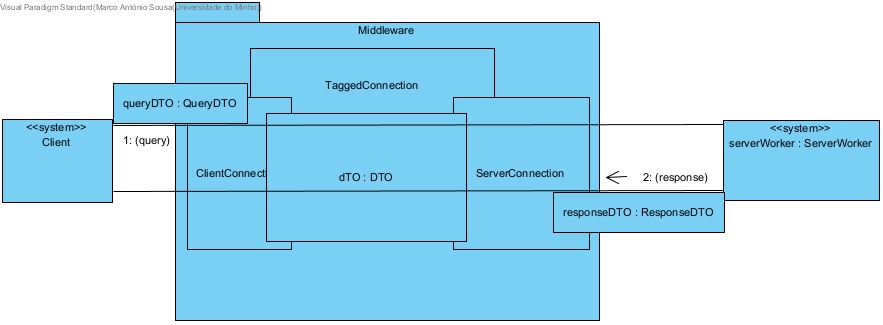 Visual Paradigm Standard(Marco António Sousa(Universidade do Minho))
Middleware
TaggedConnection
queryDTO : QueryDTO
<<system>>
Client
1: (query)
<<system>>
serverWorker : ServerWorker
ClientConnecti
dTO : DTO
ServerConnection
2: (response)
responseDTO : ResponseDTO